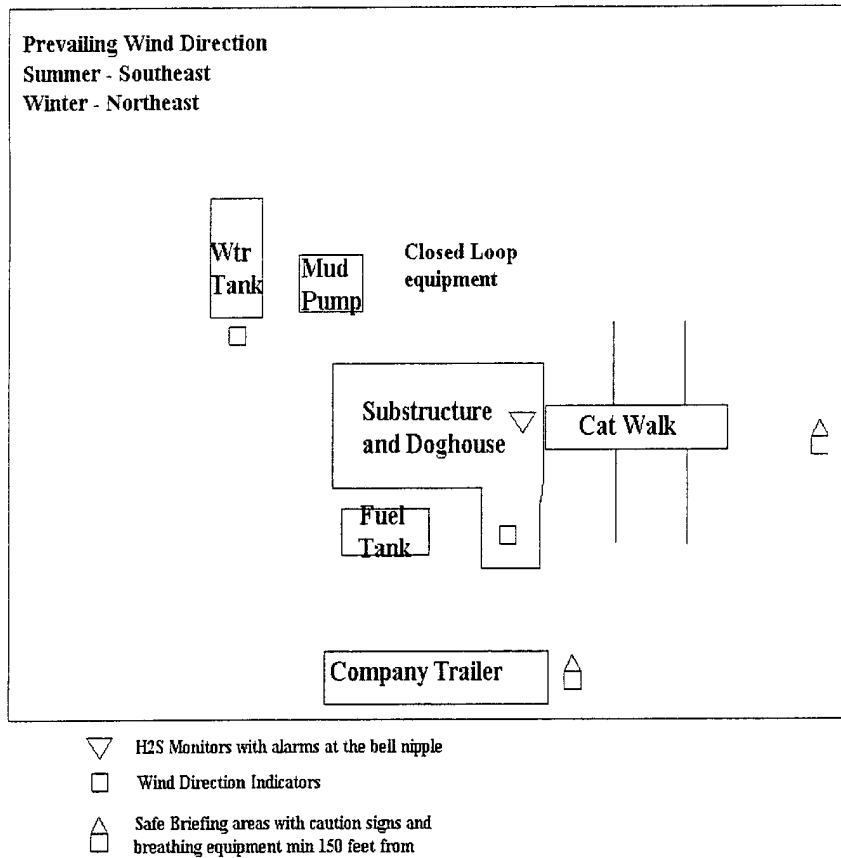 Prevailing Wind Direction
Summer - Southeast
Winter - Northeast
Wtr
Tank
Mud
Pump
Closed Loop
equipment
Substructure
and Doghouse
Cat Walk
Fuel
Tank
Company Trailer
H2S Monitors with alarms at the bell nipple
Wind Direction Indicators
Safe Briefing areas with caution signs and
breathing equipment min 150 feet from